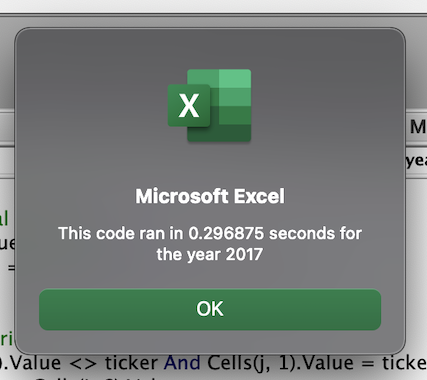 X
M
yea
al
Microsoft Excel
This code ran in 0.296875 seconds for
the year 2017
=
OK
ri
).Value <> ticker And Cells(j, 1).Value = ticke